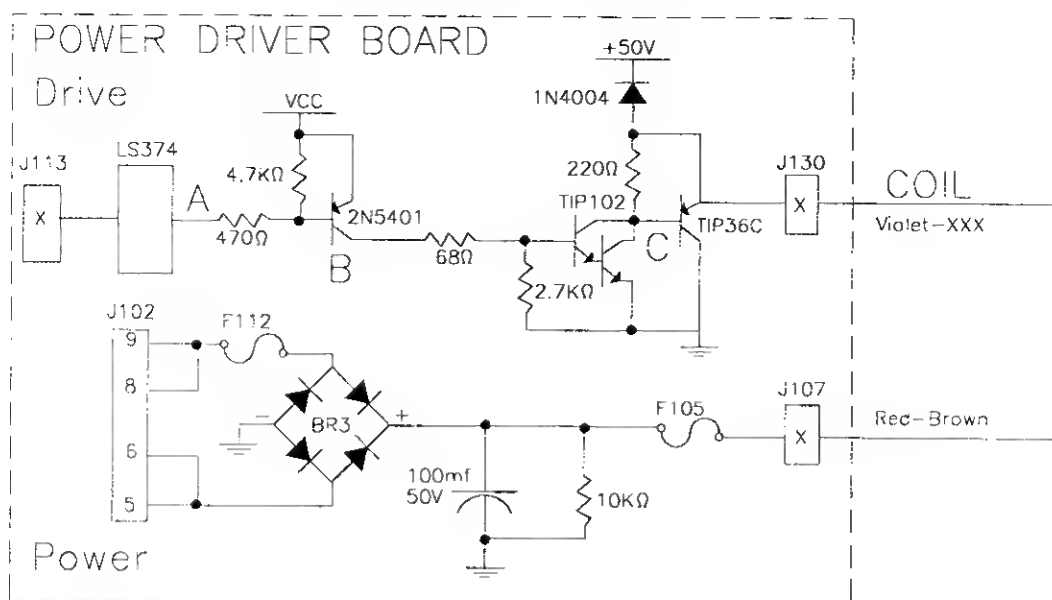 POWER DRIVER BOARD
Drive
+50V
1N4004
VCC
J113
LS374
A
4.7KΩ
220Ω
J130
COIL
X
470Ω
2N5401
TIP102
X
Violet-XXX
B
68Ω
C
TIP36C
2.7KΩ
J102
F112
9
8
6
5
BR3
-
+
F105
J107
X
Red-Brown
100mf
50V
10KΩ
Power